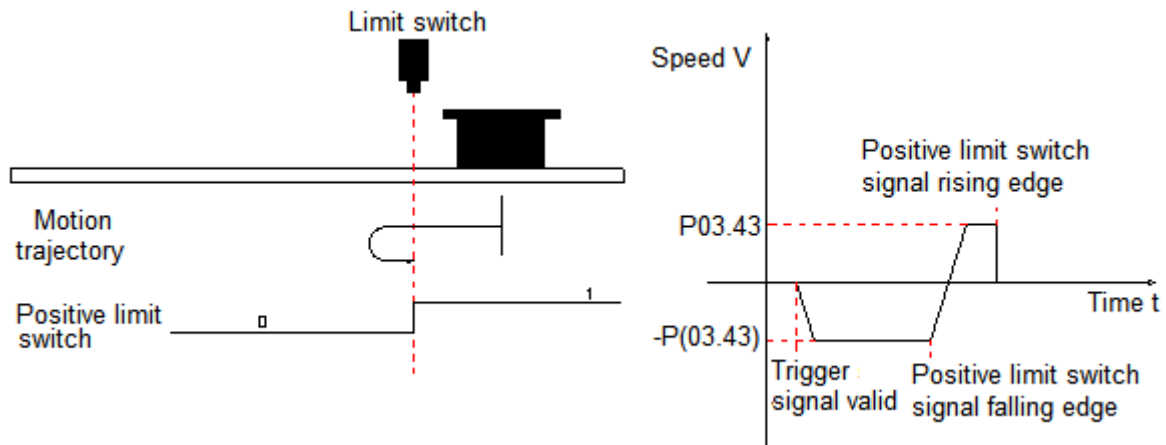 Limit switch
Motion
trajectory
Positive limit
switch
0
1
Speed V
Positive limit switch
signal rising edge
P03.43
Time t
-P(03.43)
Trigger
signal valid
Positive limit switch
signal falling edge